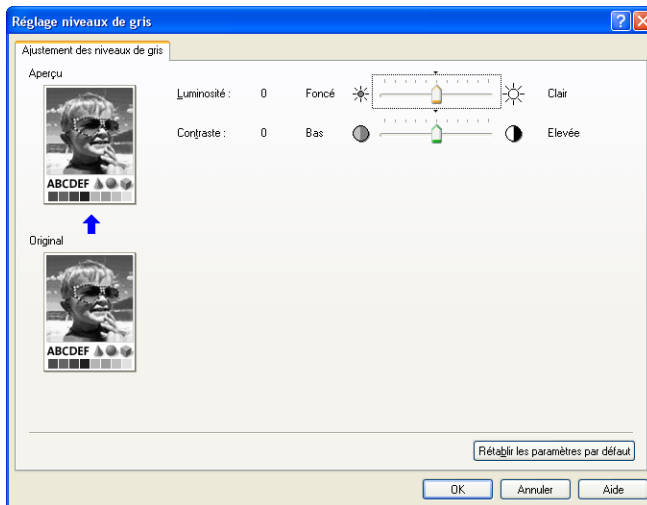 Réglage niveaux de gris
Ajustement des niveaux de gris
Aperçu
Luminosité : 0 Foncé Clair
Contraste : 0 Bas Elevée
ABCDEF
Original
ABCDEF
Rétablir les paramètres par défaut
OK Annuler Aide